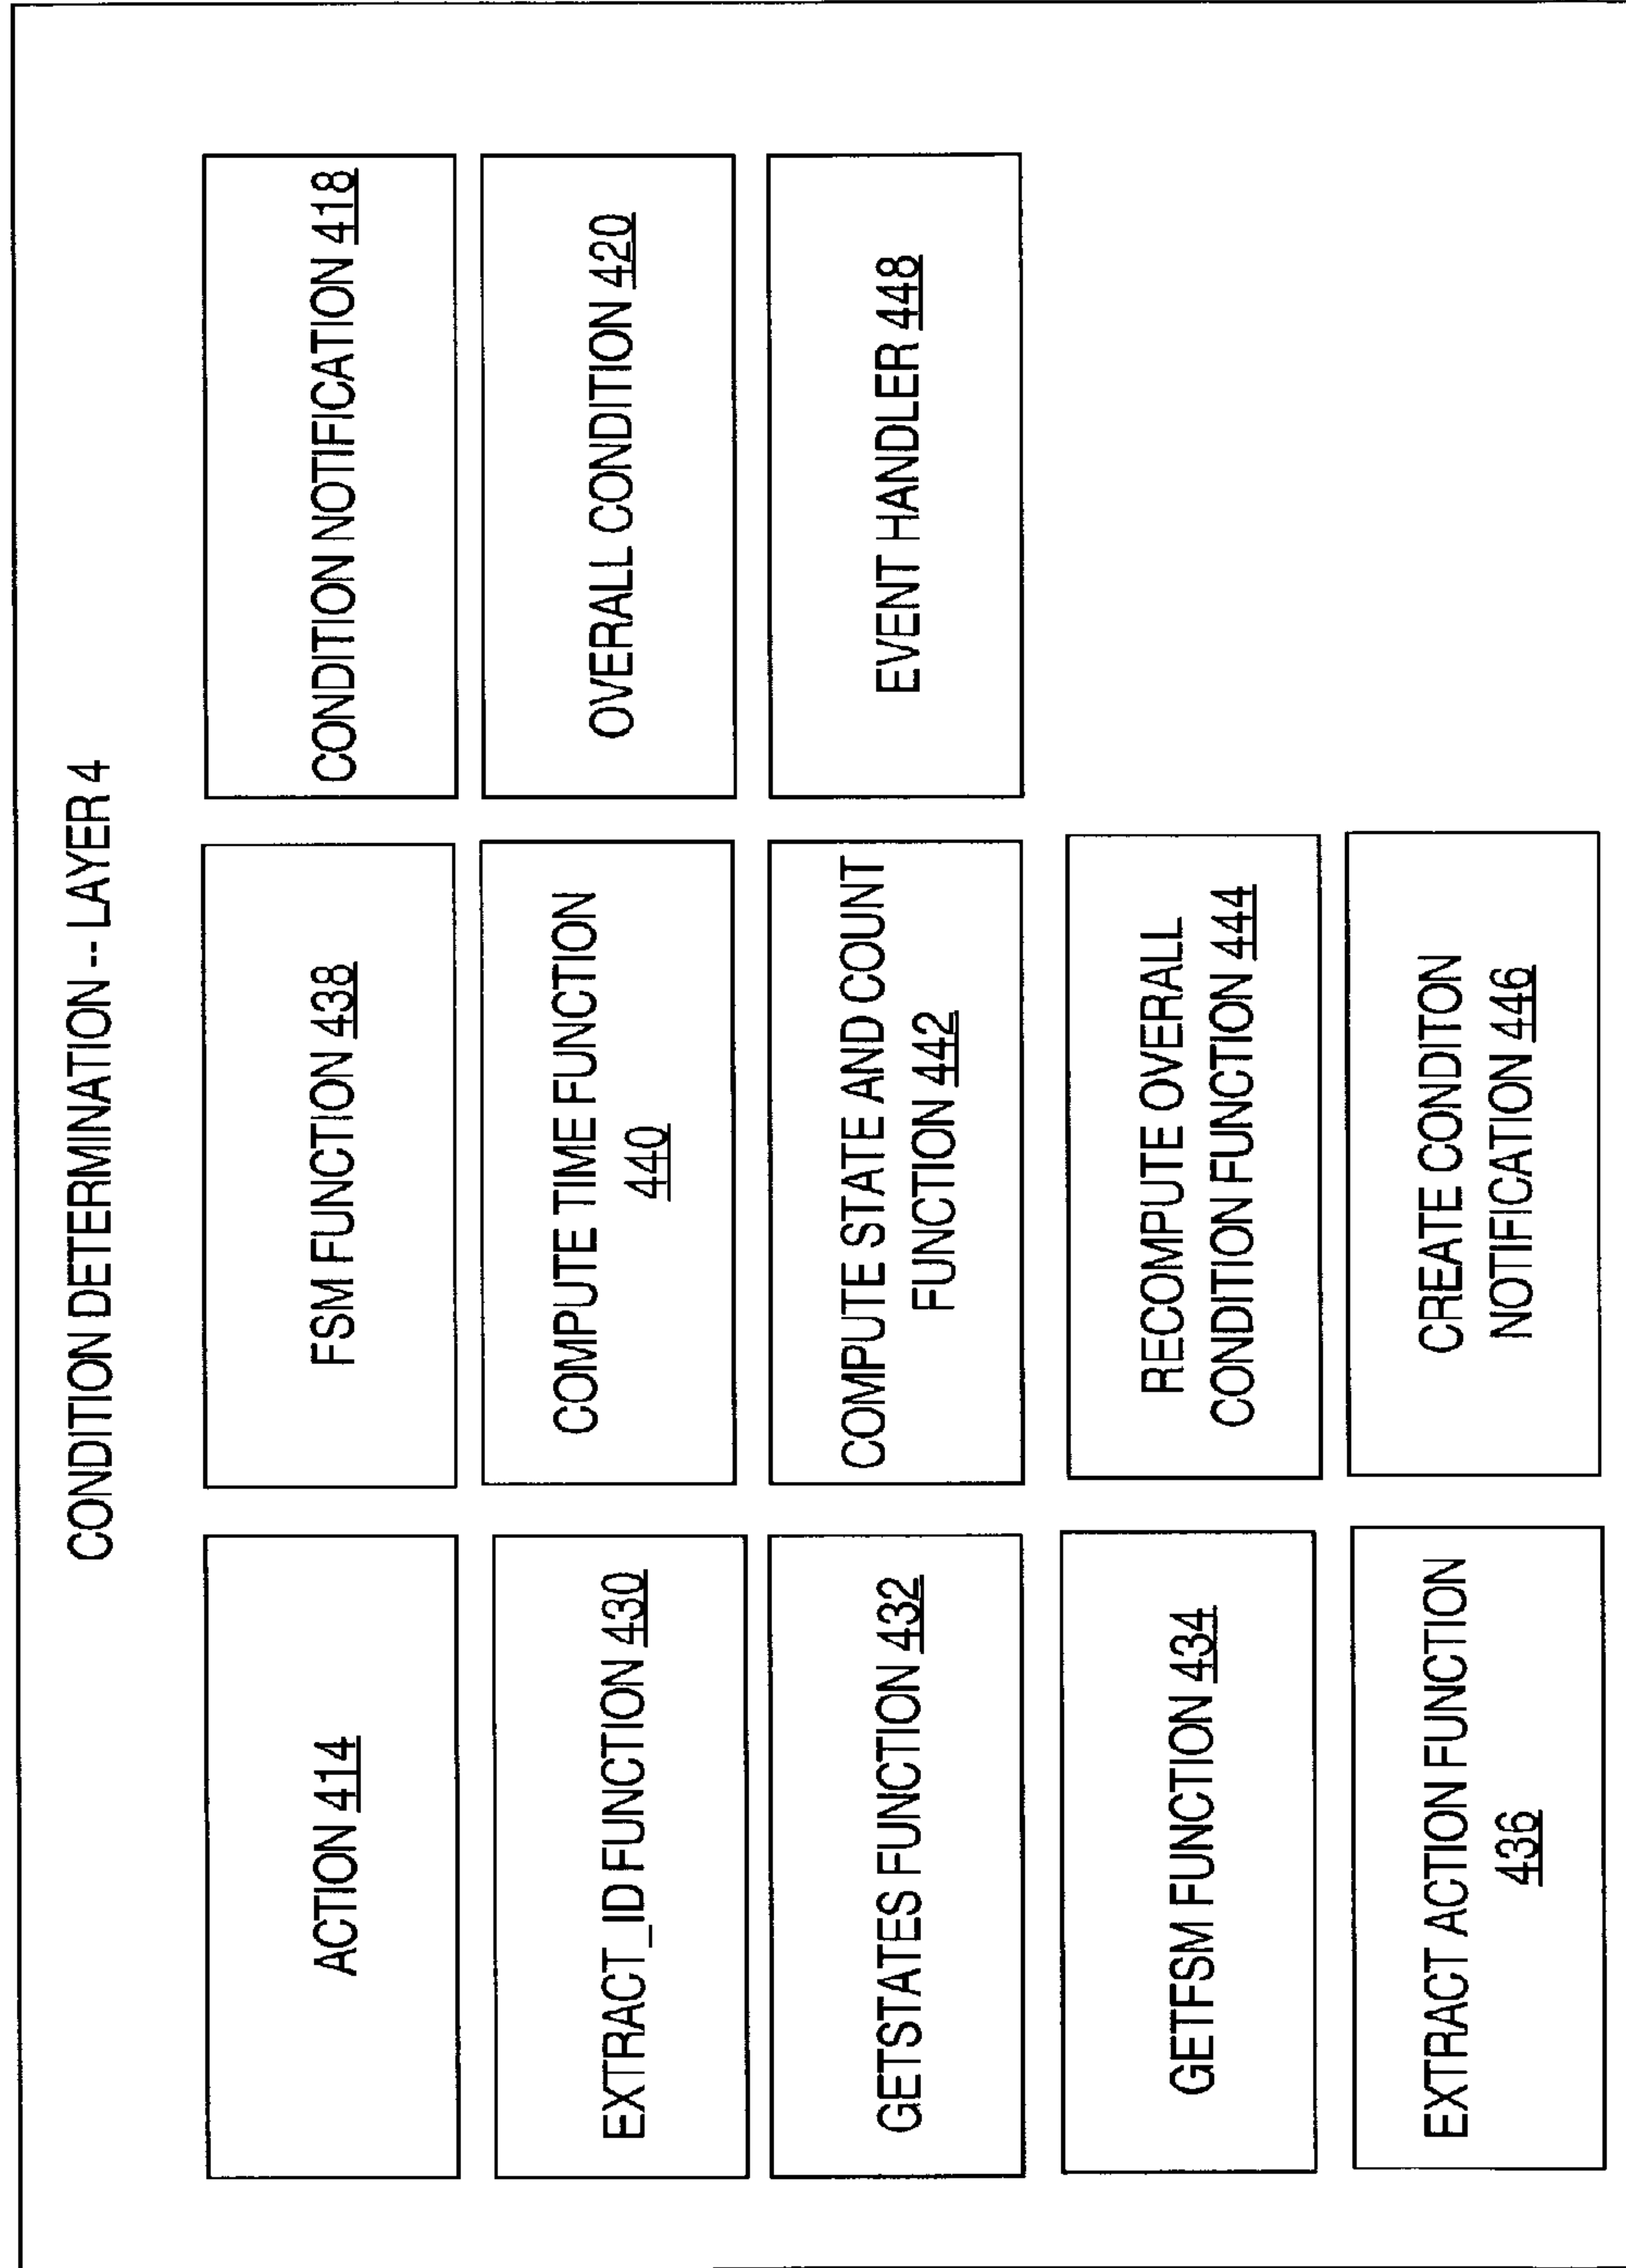 CONDITION DETERMINATION -- LAYER 4
ACTION 414
EXTRACT_ID FUNCTION 430
GETSTATES FUNCTION 432
GETFSM FUNCTION 434
EXTRACT ACTION FUNCTION
436
FSM FUNCTION 438
COMPUTE TIME FUNCTION
440
COMPUTE STATE AND COUNT
FUNCTION 442
RECOMPUTE OVERALL
CONDITION FUNCTION 444
CREATE CONDITON
NOTIFICATION 446
CONDITION NOTIFICATION 418
OVERALL CONDITION 420
EVENT HANDLER 448